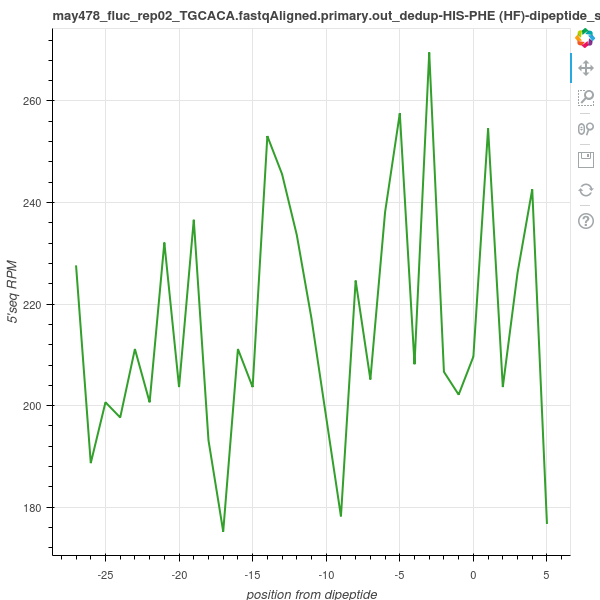 may478_fluc_rep02_TGCACA.fastqAligned.primary.out_dedup-HIS-PHE (HF)-dipeptide_s
260
240
220
200
180
5'seq RPM
-25 -20 -15 -10 -5 0 5
position from dipeptide